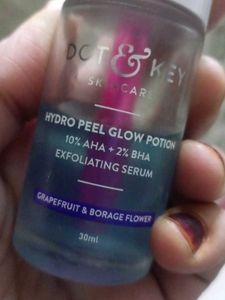 DOT & KEY
SKINCARE
HYDRO PEEL GLOW POTION
10% AHA + 2% BHA
EXFOLIATING SERUM
GRAPEFRUIT & BORAGE FLOWER
30ml